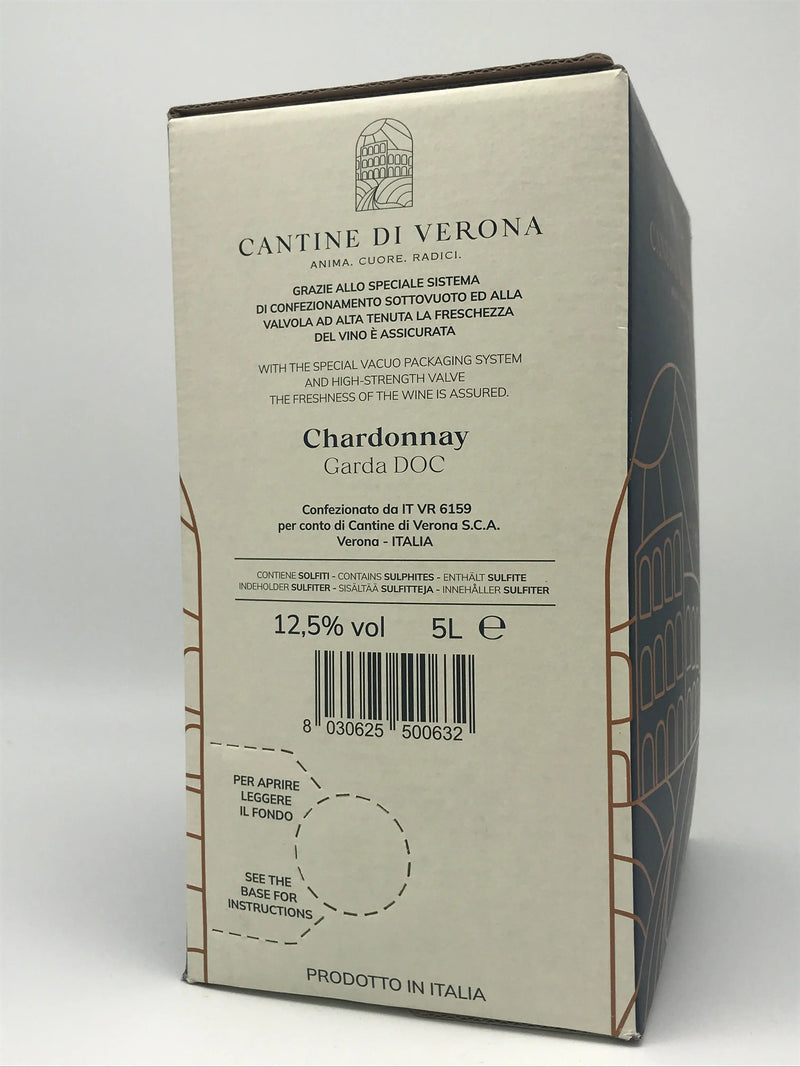 CANTINE DI VERONA
ANIMA. CUORE. RADICI.
GRAZIE ALLO SPECIALE SISTEMA
DI CONFEZIONAMENTO SOTTOVUOTO ED ALLA
VALVOLA AD ALTA TENUTA LA FRESCHEZZA
DEL VINO È ASSICURATA
WITH THE SPECIAL VACUO PACKAGING SYSTEM
AND HIGH-STRENGTH VALVE
THE FRESHNESS OF THE WINE IS ASSURED.
Chardonnay
Garda DOC
Confezionato da IT VR 6159
per conto di Cantine di Verona S.C.A.
Verona - ITALIA
CONTIENE SOLFITI - CONTAINS SULPHITES - ENTHÄLT SULFITE
INDEHOLDER SULFITER - SISÄLTÄÄ SULFITTEJA - INNEHÅLLER SULFITER
12,5% vol 5L ℮
8 030625 500632
PER APRIRE
LEGGERE
IL FONDO
SEE THE
BASE FOR
INSTRUCTIONS
PRODOTTO IN ITALIA